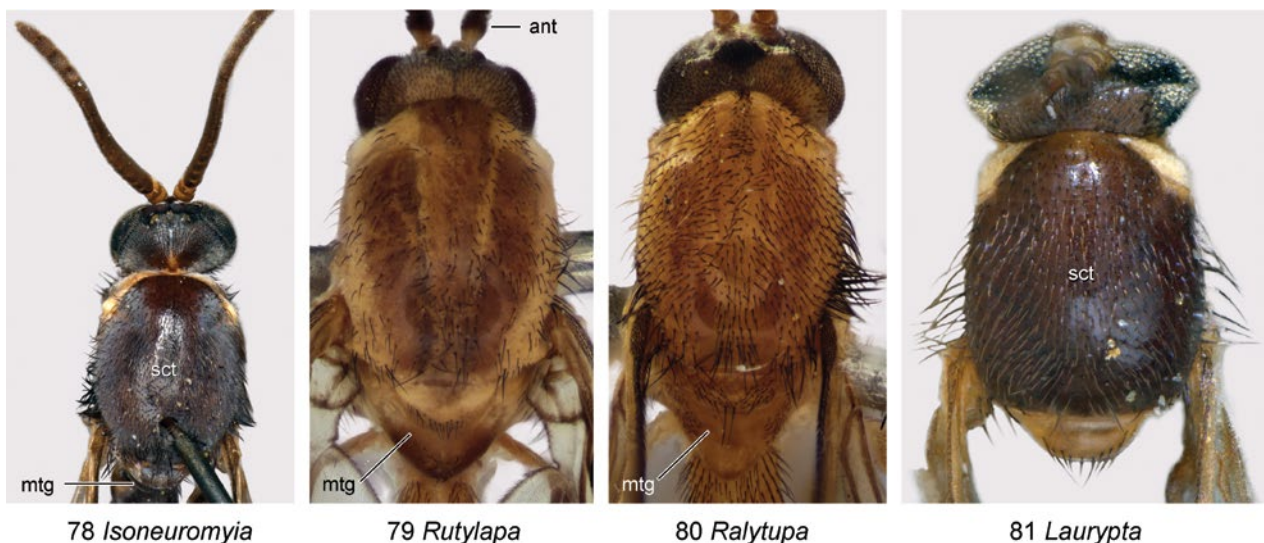 ant
sct
mtg
mtg
mtg
sct
78 Isoneuromyia
79 Rutylapa
80 Ralytupa
81 Laurypta